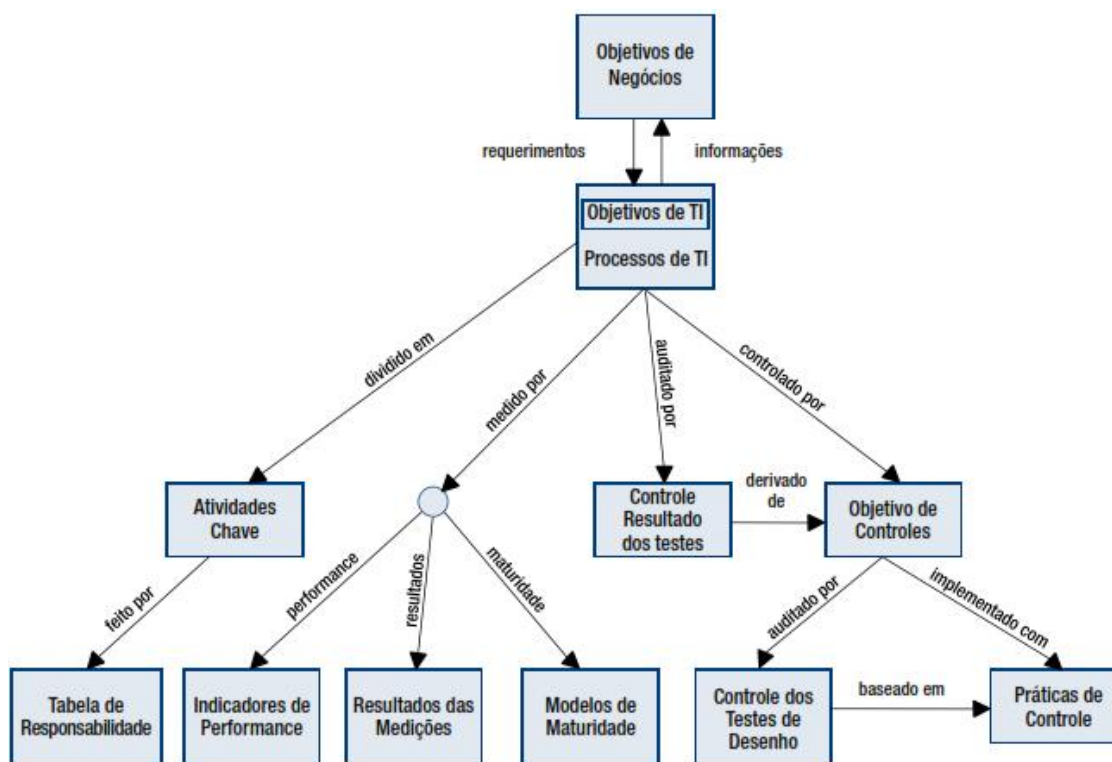 Objetivos de
Negócios
requerimentos
informações
Objetivos de TI
Processos de TI
dividido em
medido por
auditado por
controlado por
Atividades
Chave
Controle
Resultado
dos testes
derivado
de
Objetivo de
Controles
feito por
performance
resultados
maturidade
auditado por
implementado com
Tabela de
Responsabilidade
Indicadores de
Performance
Resultados das
Medições
Modelos de
Maturidade
Controle dos
Testes de
Desenho
baseado em
Práticas de
Controle